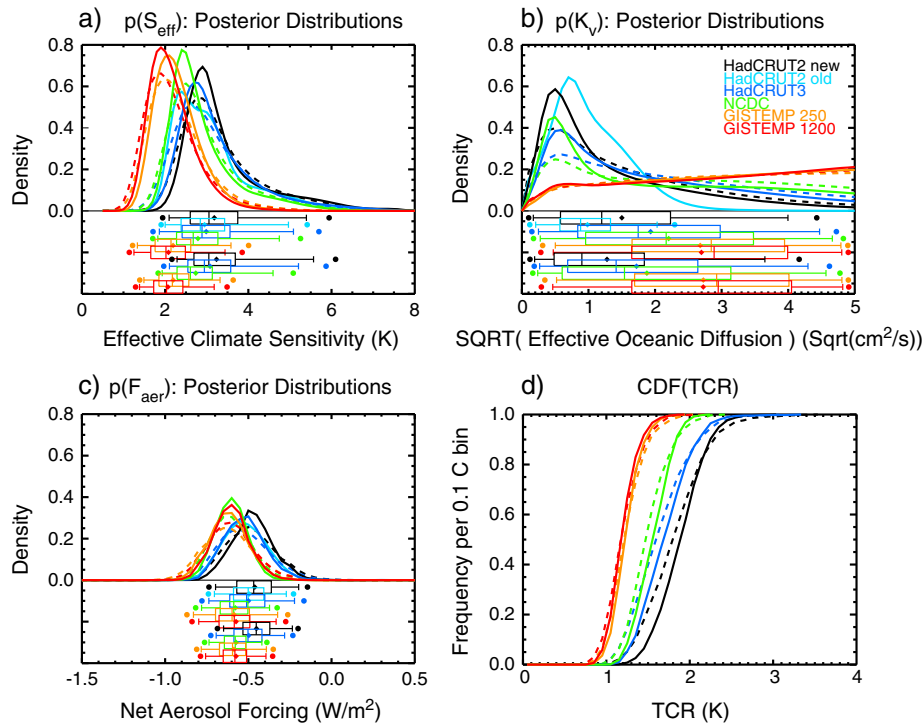 a) p(S_eff): Posterior Distributions
0.8
0.6
0.4
0.2
0.0
Density
0 2 4 6 8
Effective Climate Sensitivity (K)
b) p(K_v): Posterior Distributions
0.8
0.6
0.4
0.2
0.0
Density
HadCRUT2 new
HadCRUT2 old
HadCRUT3
NCDC
GISTEMP 250
GISTEMP 1200
0 1 2 3 4 5
SQRT( Effective Oceanic Diffusion ) (Sqrt(cm²/s))
c) p(F_aer): Posterior Distributions
0.8
0.6
0.4
0.2
0.0
Density
-1.5 -1.0 -0.5 0.0 0.5
Net Aerosol Forcing (W/m²)
d) CDF(TCR)
1.0
0.8
0.6
0.4
0.2
0.0
Frequency per 0.1 C bin
0 1 2 3 4
TCR (K)